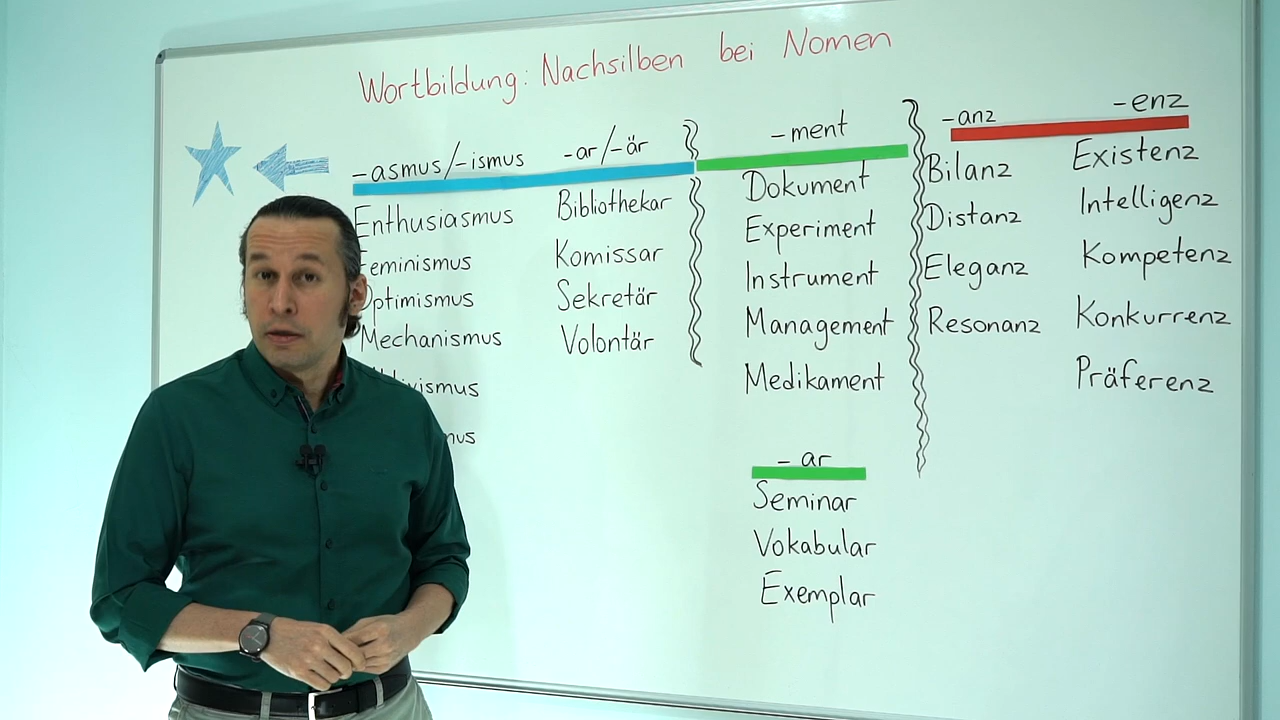 Wortbildung: Nachsilben bei Nomen
-asmus/-ismus
Enthusiasmus
Feminismus
Optimismus
Mechanismus
-ar/-är
Bibliothekar
Komissar
Sekretär
Volontär
-ment
Dokument
Experiment
Instrument
Management
Medikament
-ar
Seminar
Vokabular
Exemplar
-anz
Bilanz
Distanz
Eleganz
Resonanz
-enz
Existenz
Intelligenz
Kompetenz
Konkurrenz
Präferenz